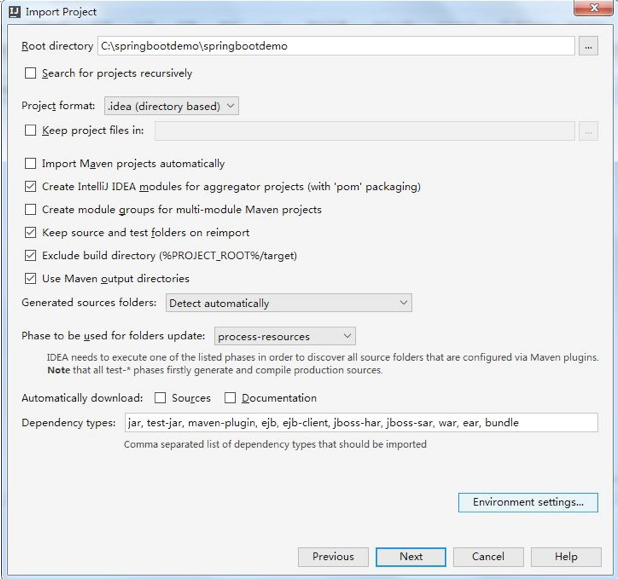 Import Project
Root directory C:\springbootdemo\springbootdemo ...
Search for projects recursively
Project format: .idea (directory based)
Keep project files in: ...
Import Maven projects automatically
Create IntelliJ IDEA modules for aggregator projects (with 'pom' packaging)
Create module groups for multi-module Maven projects
Keep source and test folders on reimport
Exclude build directory (%PROJECT_ROOT%/target)
Use Maven output directories
Generated sources folders: Detect automatically
Phase to be used for folders update: process-resources
IDEA needs to execute one of the listed phases in order to discover all source folders that are configured via Maven plugins.
Note that all test-* phases firstly generate and compile production sources.
Automatically download: Sources Documentation
Dependency types: jar, test-jar, maven-plugin, ejb, ejb-client, jboss-har, jboss-sar, war, ear, bundle
Comma separated list of dependency types that should be imported
Environment settings...
Previous Next Cancel Help